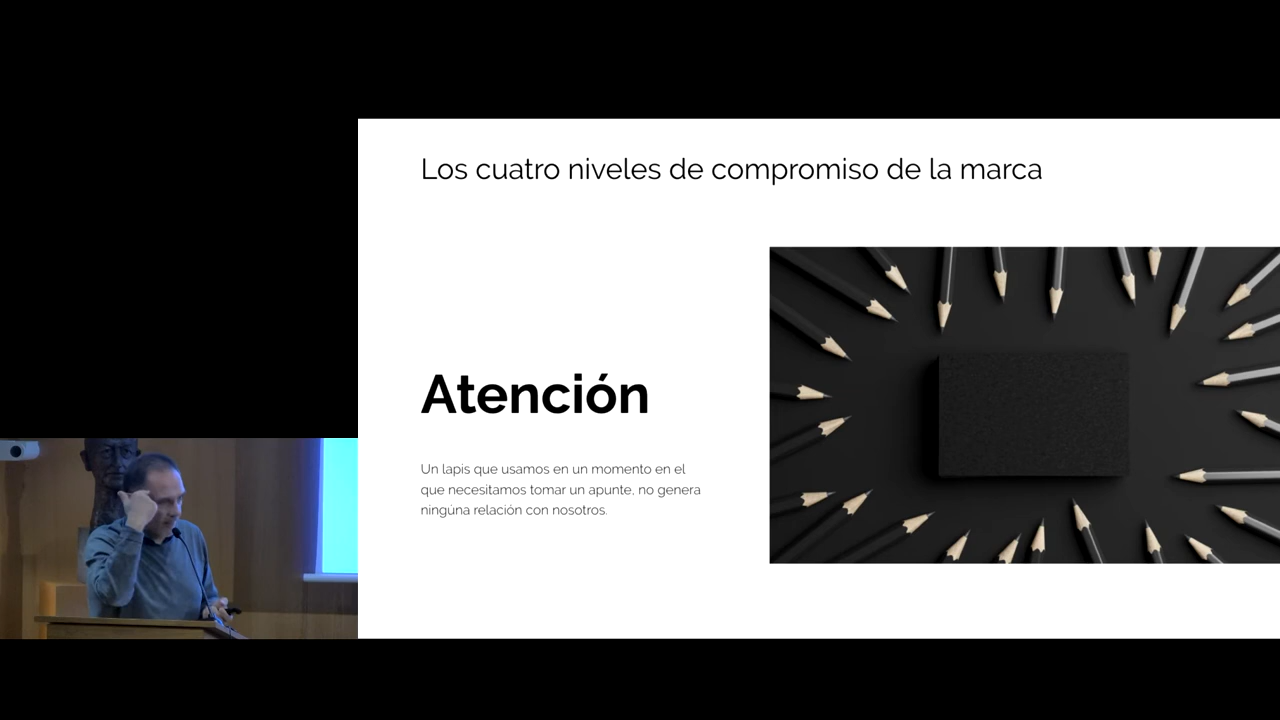 Los cuatro niveles de compromiso de la marca
Atención
Un lapis que usamos en un momento en el
que necesitamos tomar un apunte, no genera
ningúna relación con nosotros.